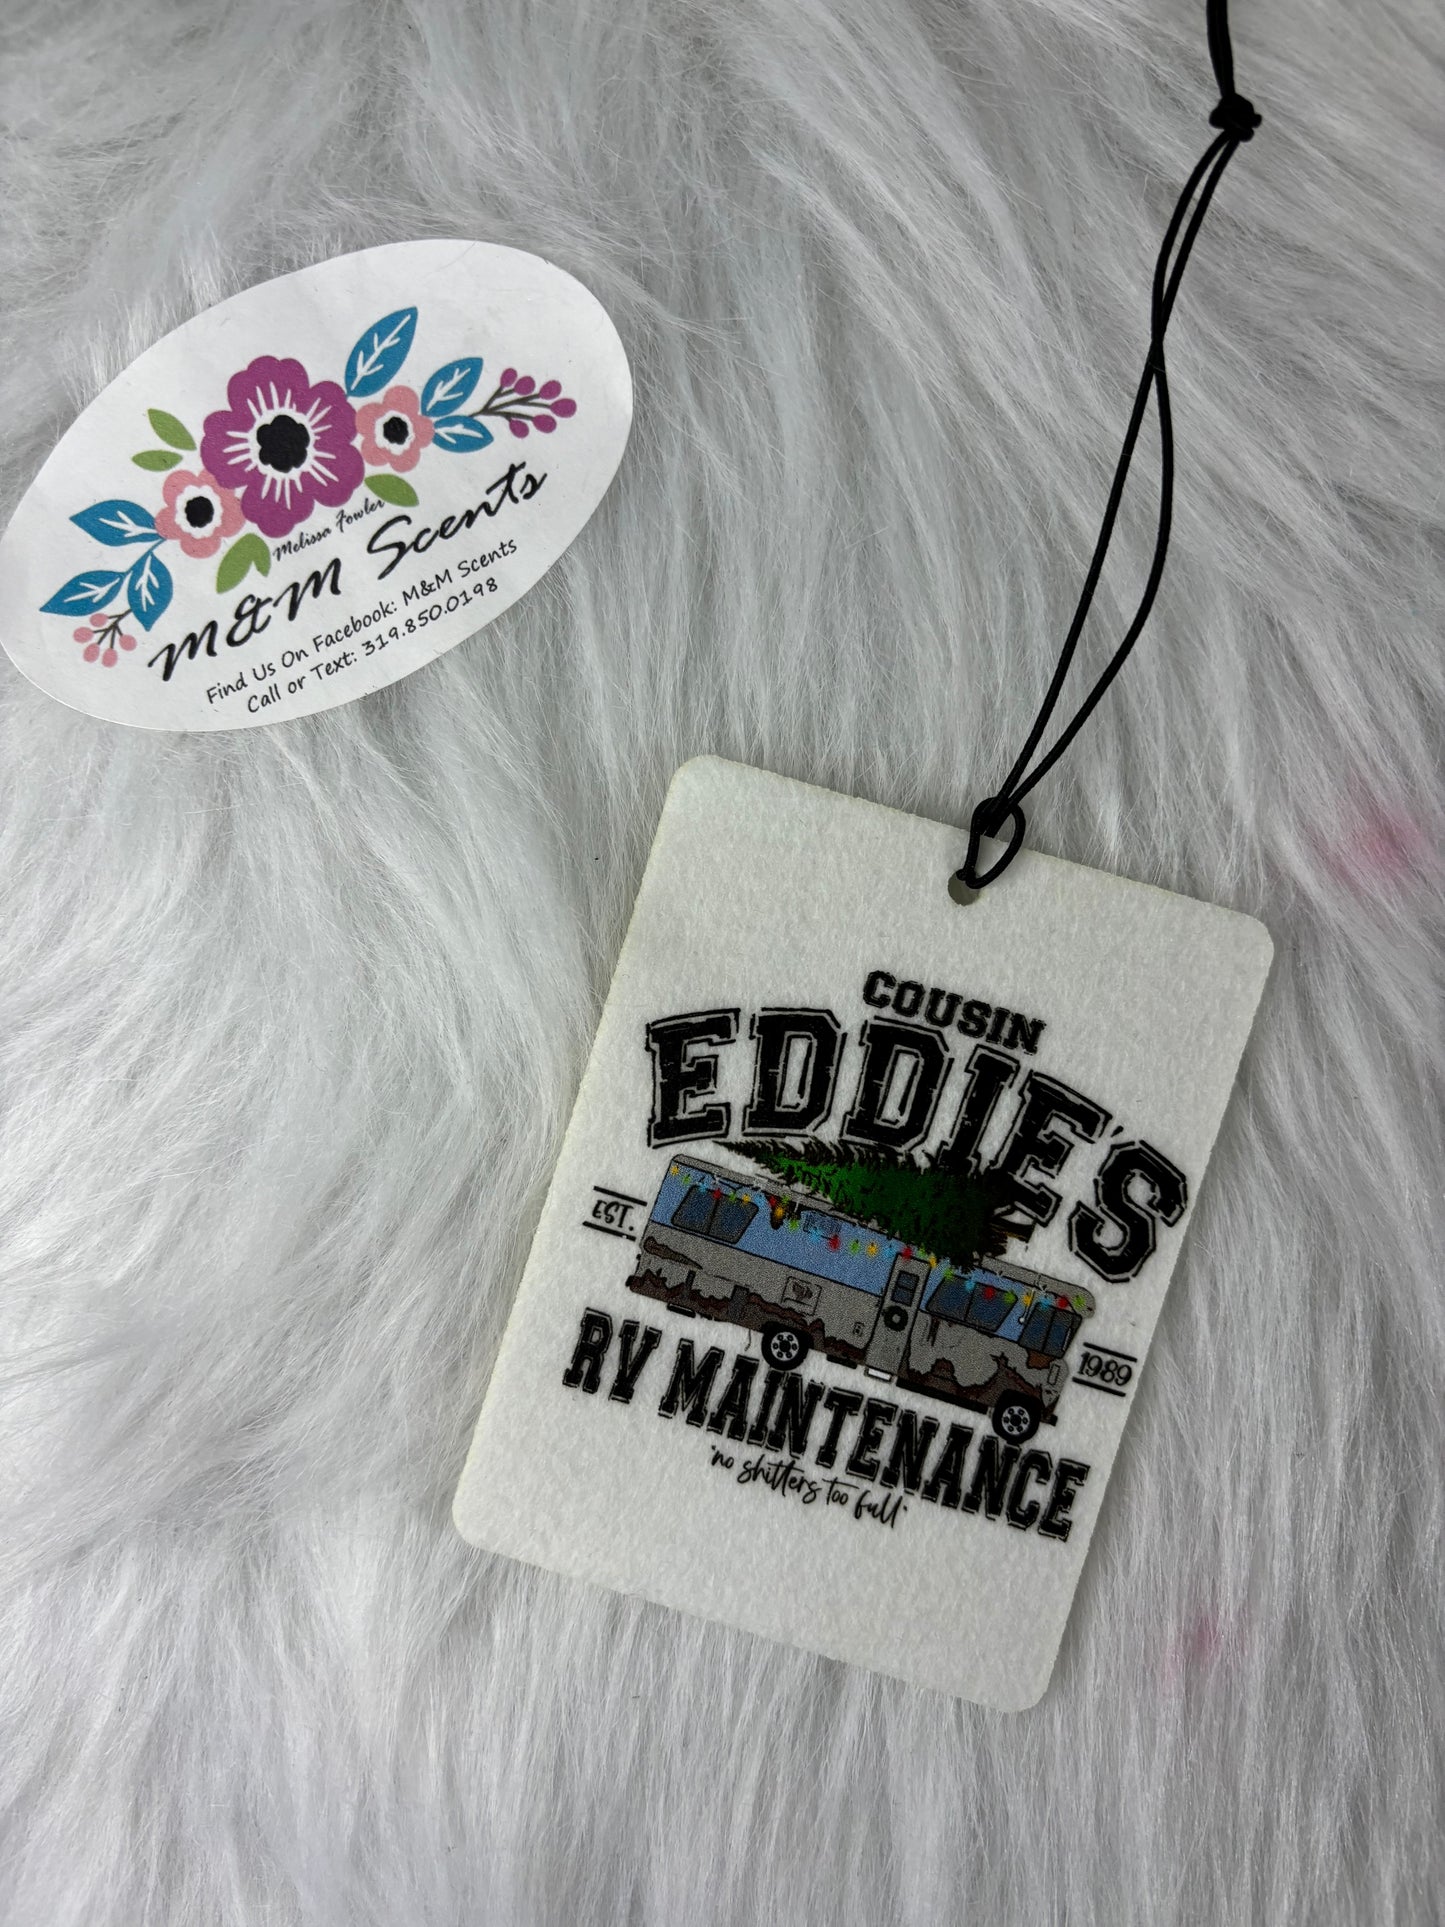 Melissa Fowler
M&M Scents
Find Us On Facebook: M&M Scents
Call or Text: 319.850.0198
COUSIN
EDDIE'S
EST.
1989
RV MAINTENANCE
"no shitters too full"